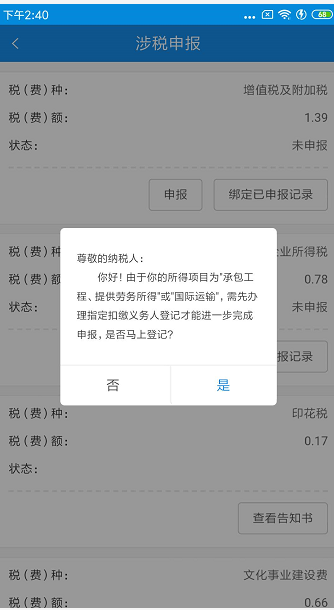 下午2:40
68
涉税申报
税(费)种： 增值税及附加税
税(费)额： 1.39
状态： 未申报
申报 绑定已申报记录
税(费)种 企业所得税
税(费)额 0.78
状态： 未申报
报记录
尊敬的纳税人：
你好！由于你的所得项目为"承包工
程、提供劳务所得"或"国际运输"，需先办
理指定扣缴义务人登记才能进一步完成
申报，是否马上登记？
否 是
税(费)种： 印花税
税(费)额： 0.17
状态：
查看告知书
税(费)种： 文化事业建设费
税(费)额： 0.66